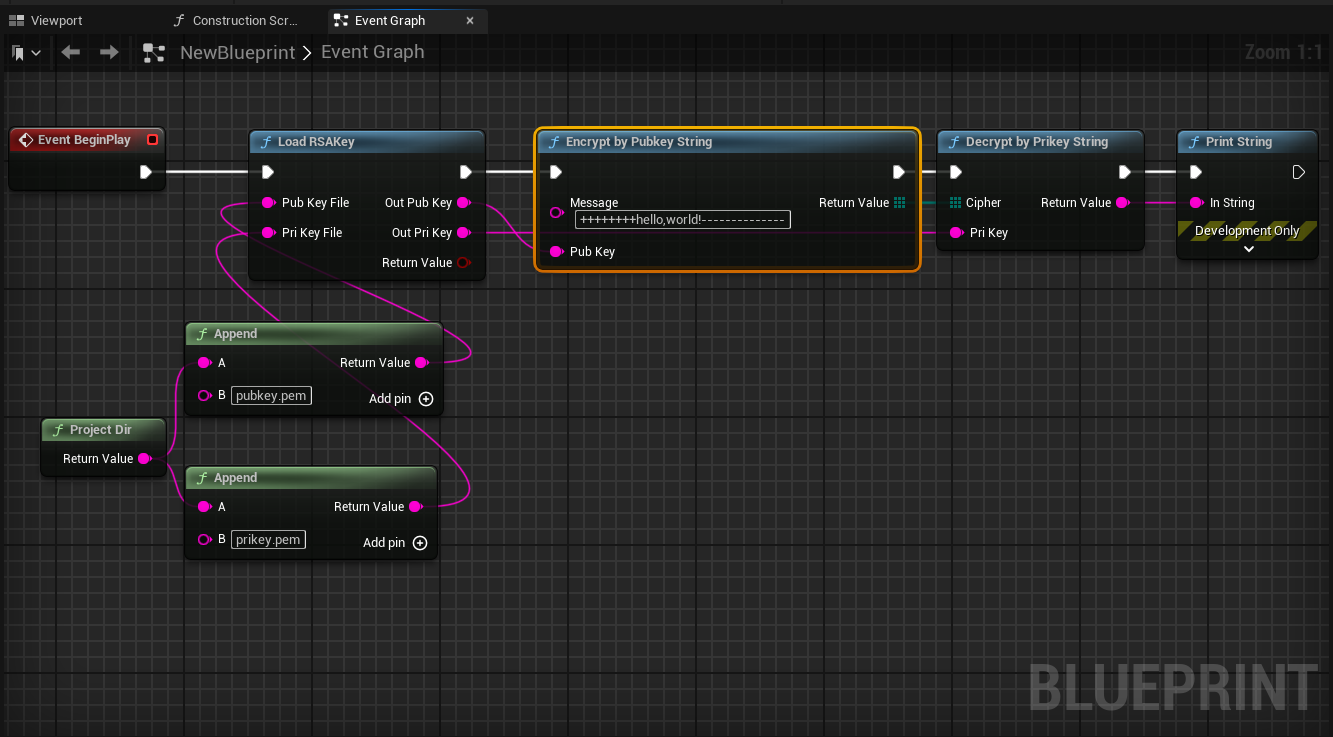 Viewport
Construction Scr...
Event Graph
NewBlueprint
Event Graph
Zoom 1:1
Event BeginPlay
Load RSAKey
Pub Key File
Out Pub Key
Pri Key File
Out Pri Key
Return Value
Encrypt by Pubkey String
Message
++++++++hello,world!--------------
Return Value
Pub Key
Decrypt by Prikey String
Cipher
Return Value
Pri Key
Print String
In String
Development Only
Append
A
Return Value
B
pubkey.pem
Add pin
Project Dir
Return Value
Append
A
Return Value
B
prikey.pem
Add pin
BLUEPRINT